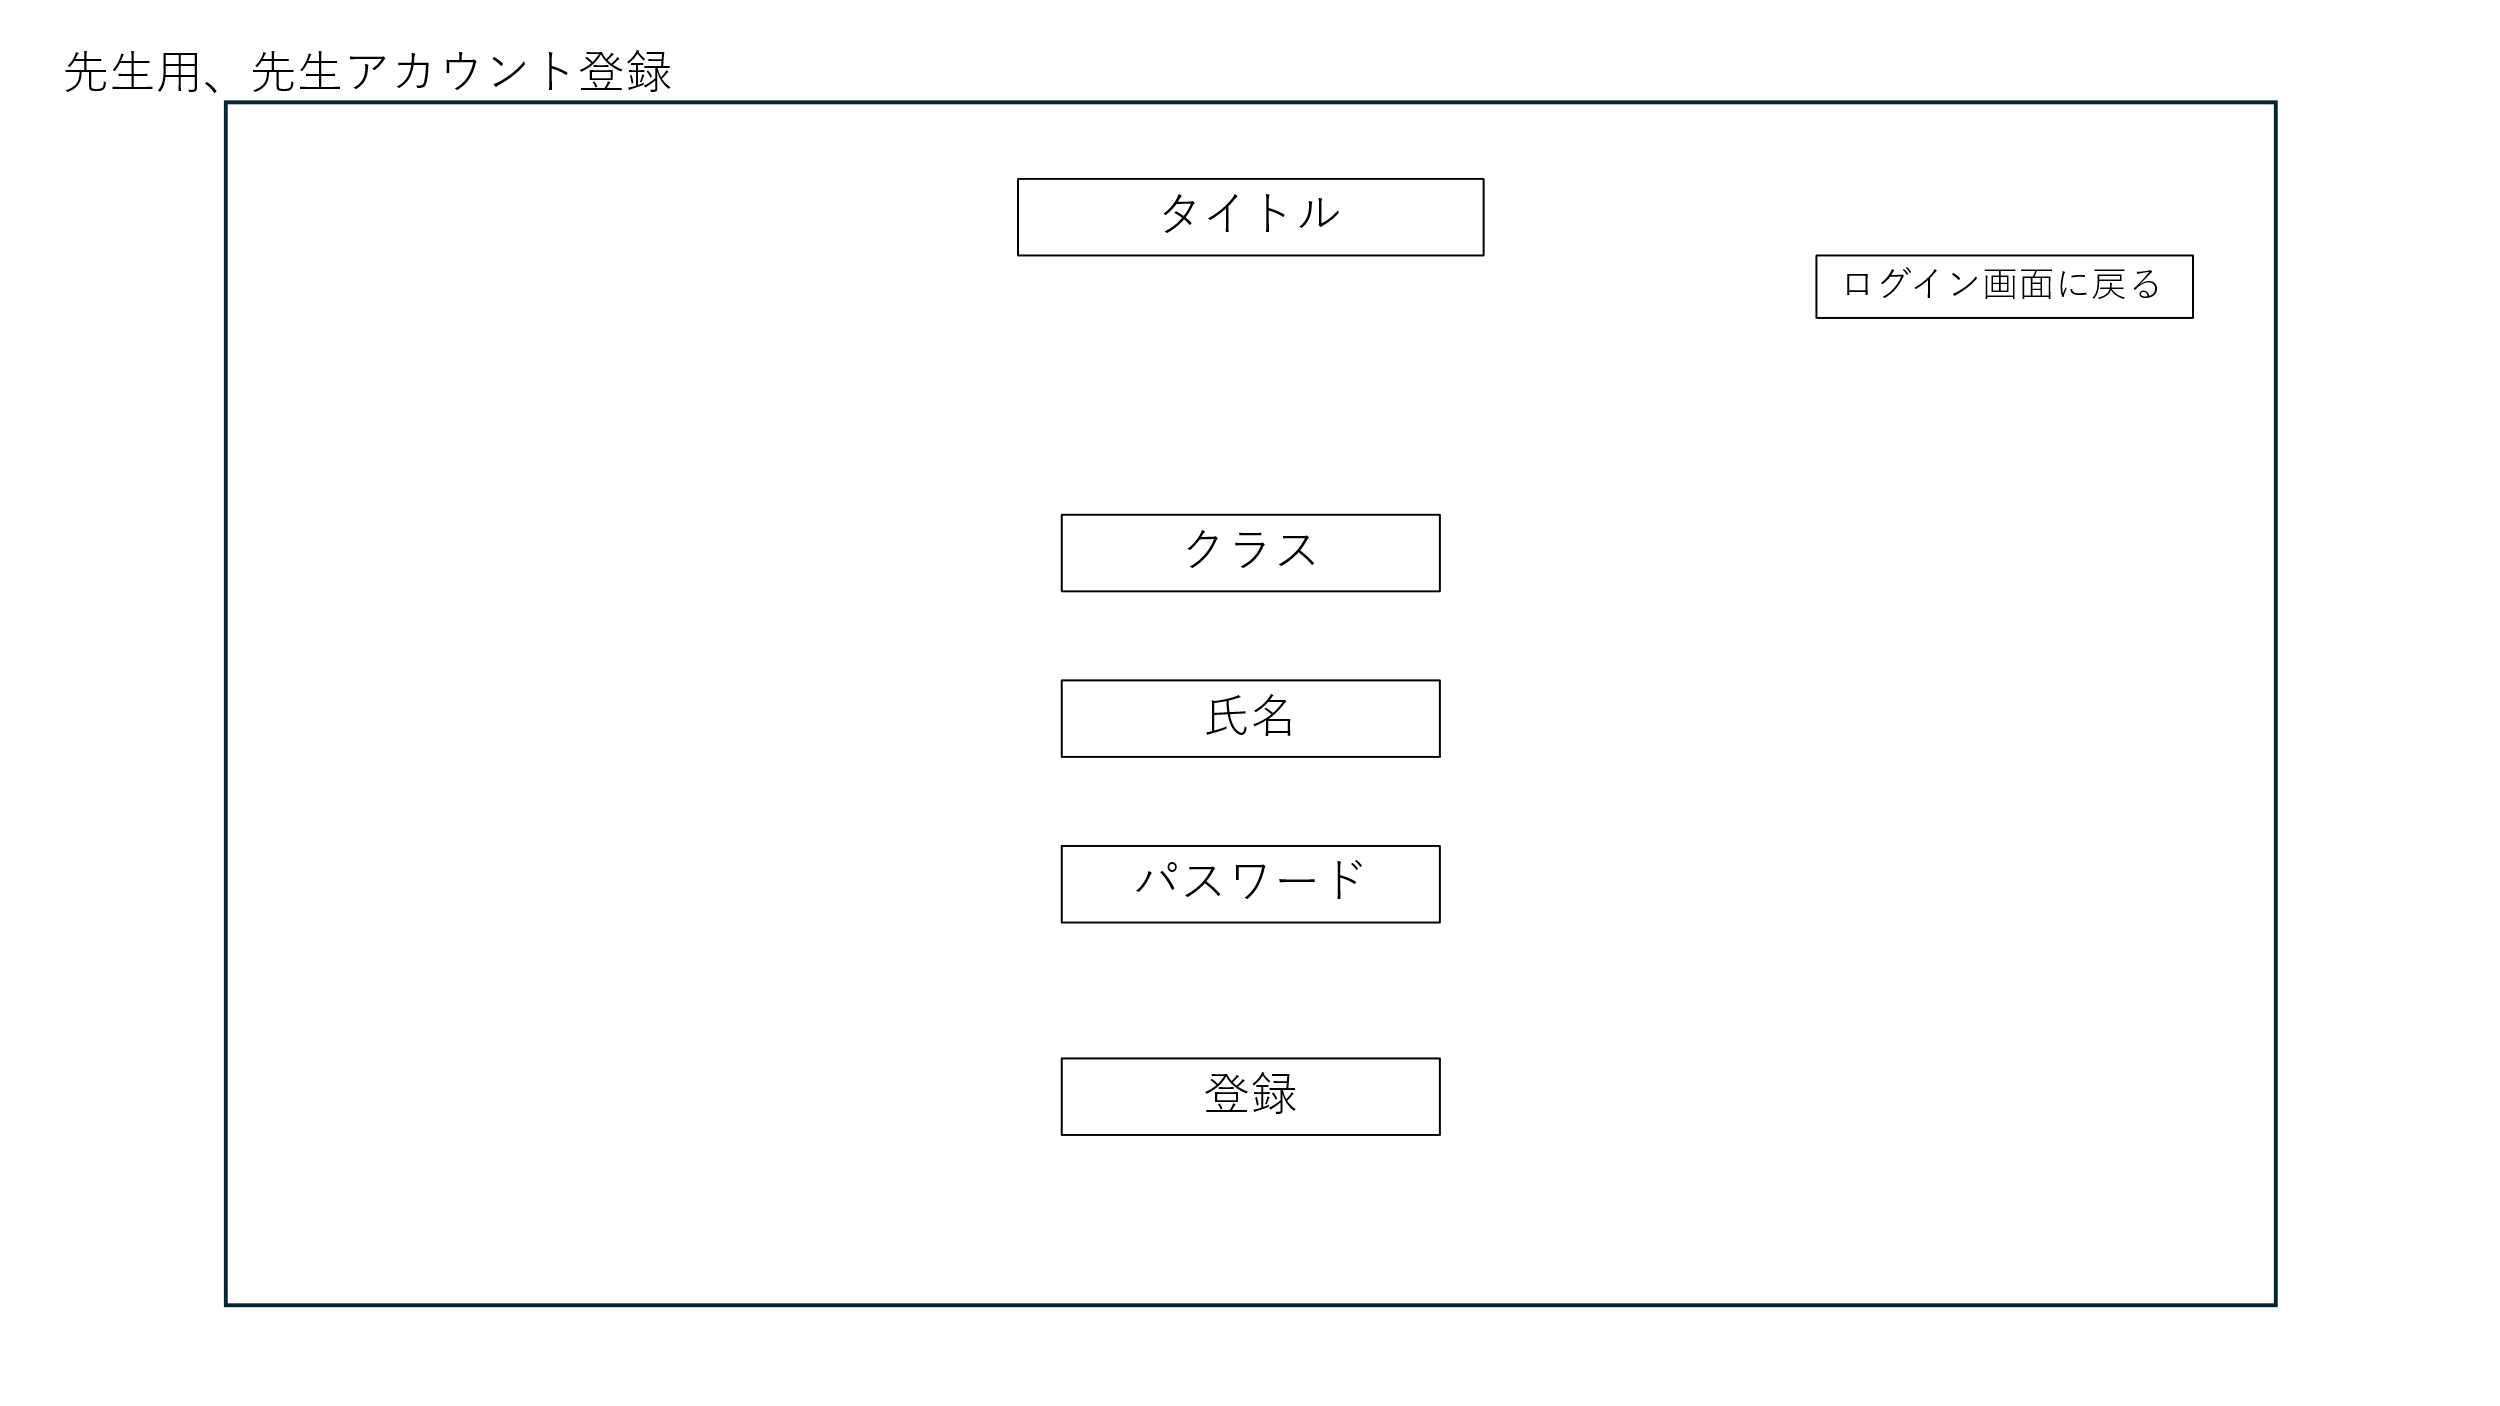 先生用、先生アカウント登録
タイトル
ログイン画面に戻る
クラス
氏名
パスワード
登録